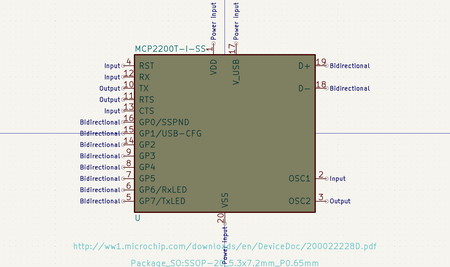 Power input
Power input
MCP2200T-I-SS
1
17
VDD
V_USB
Input 4 RST D+ 19 Bidirectional
Input 12 RX
Output 10 TX D- 18 Bidirectional
Output 11 RTS
Input 13 CTS
Bidirectional 16 GP0/SSPND
Bidirectional 15 GP1/USB-CFG
Bidirectional 14 GP2
Bidirectional 9 GP3
Bidirectional 8 GP4
Bidirectional 7 GP5 OSC1 2 Input
Bidirectional 6 GP6/RxLED
Bidirectional 5 GP7/TxLED OSC2 3 Output
VSS
U
20
Power input
http://ww1.microchip.com/downloads/en/DeviceDoc/200022228D.pdf
Package_SO:SSOP-20_5.3x7.2mm_P0.65mm